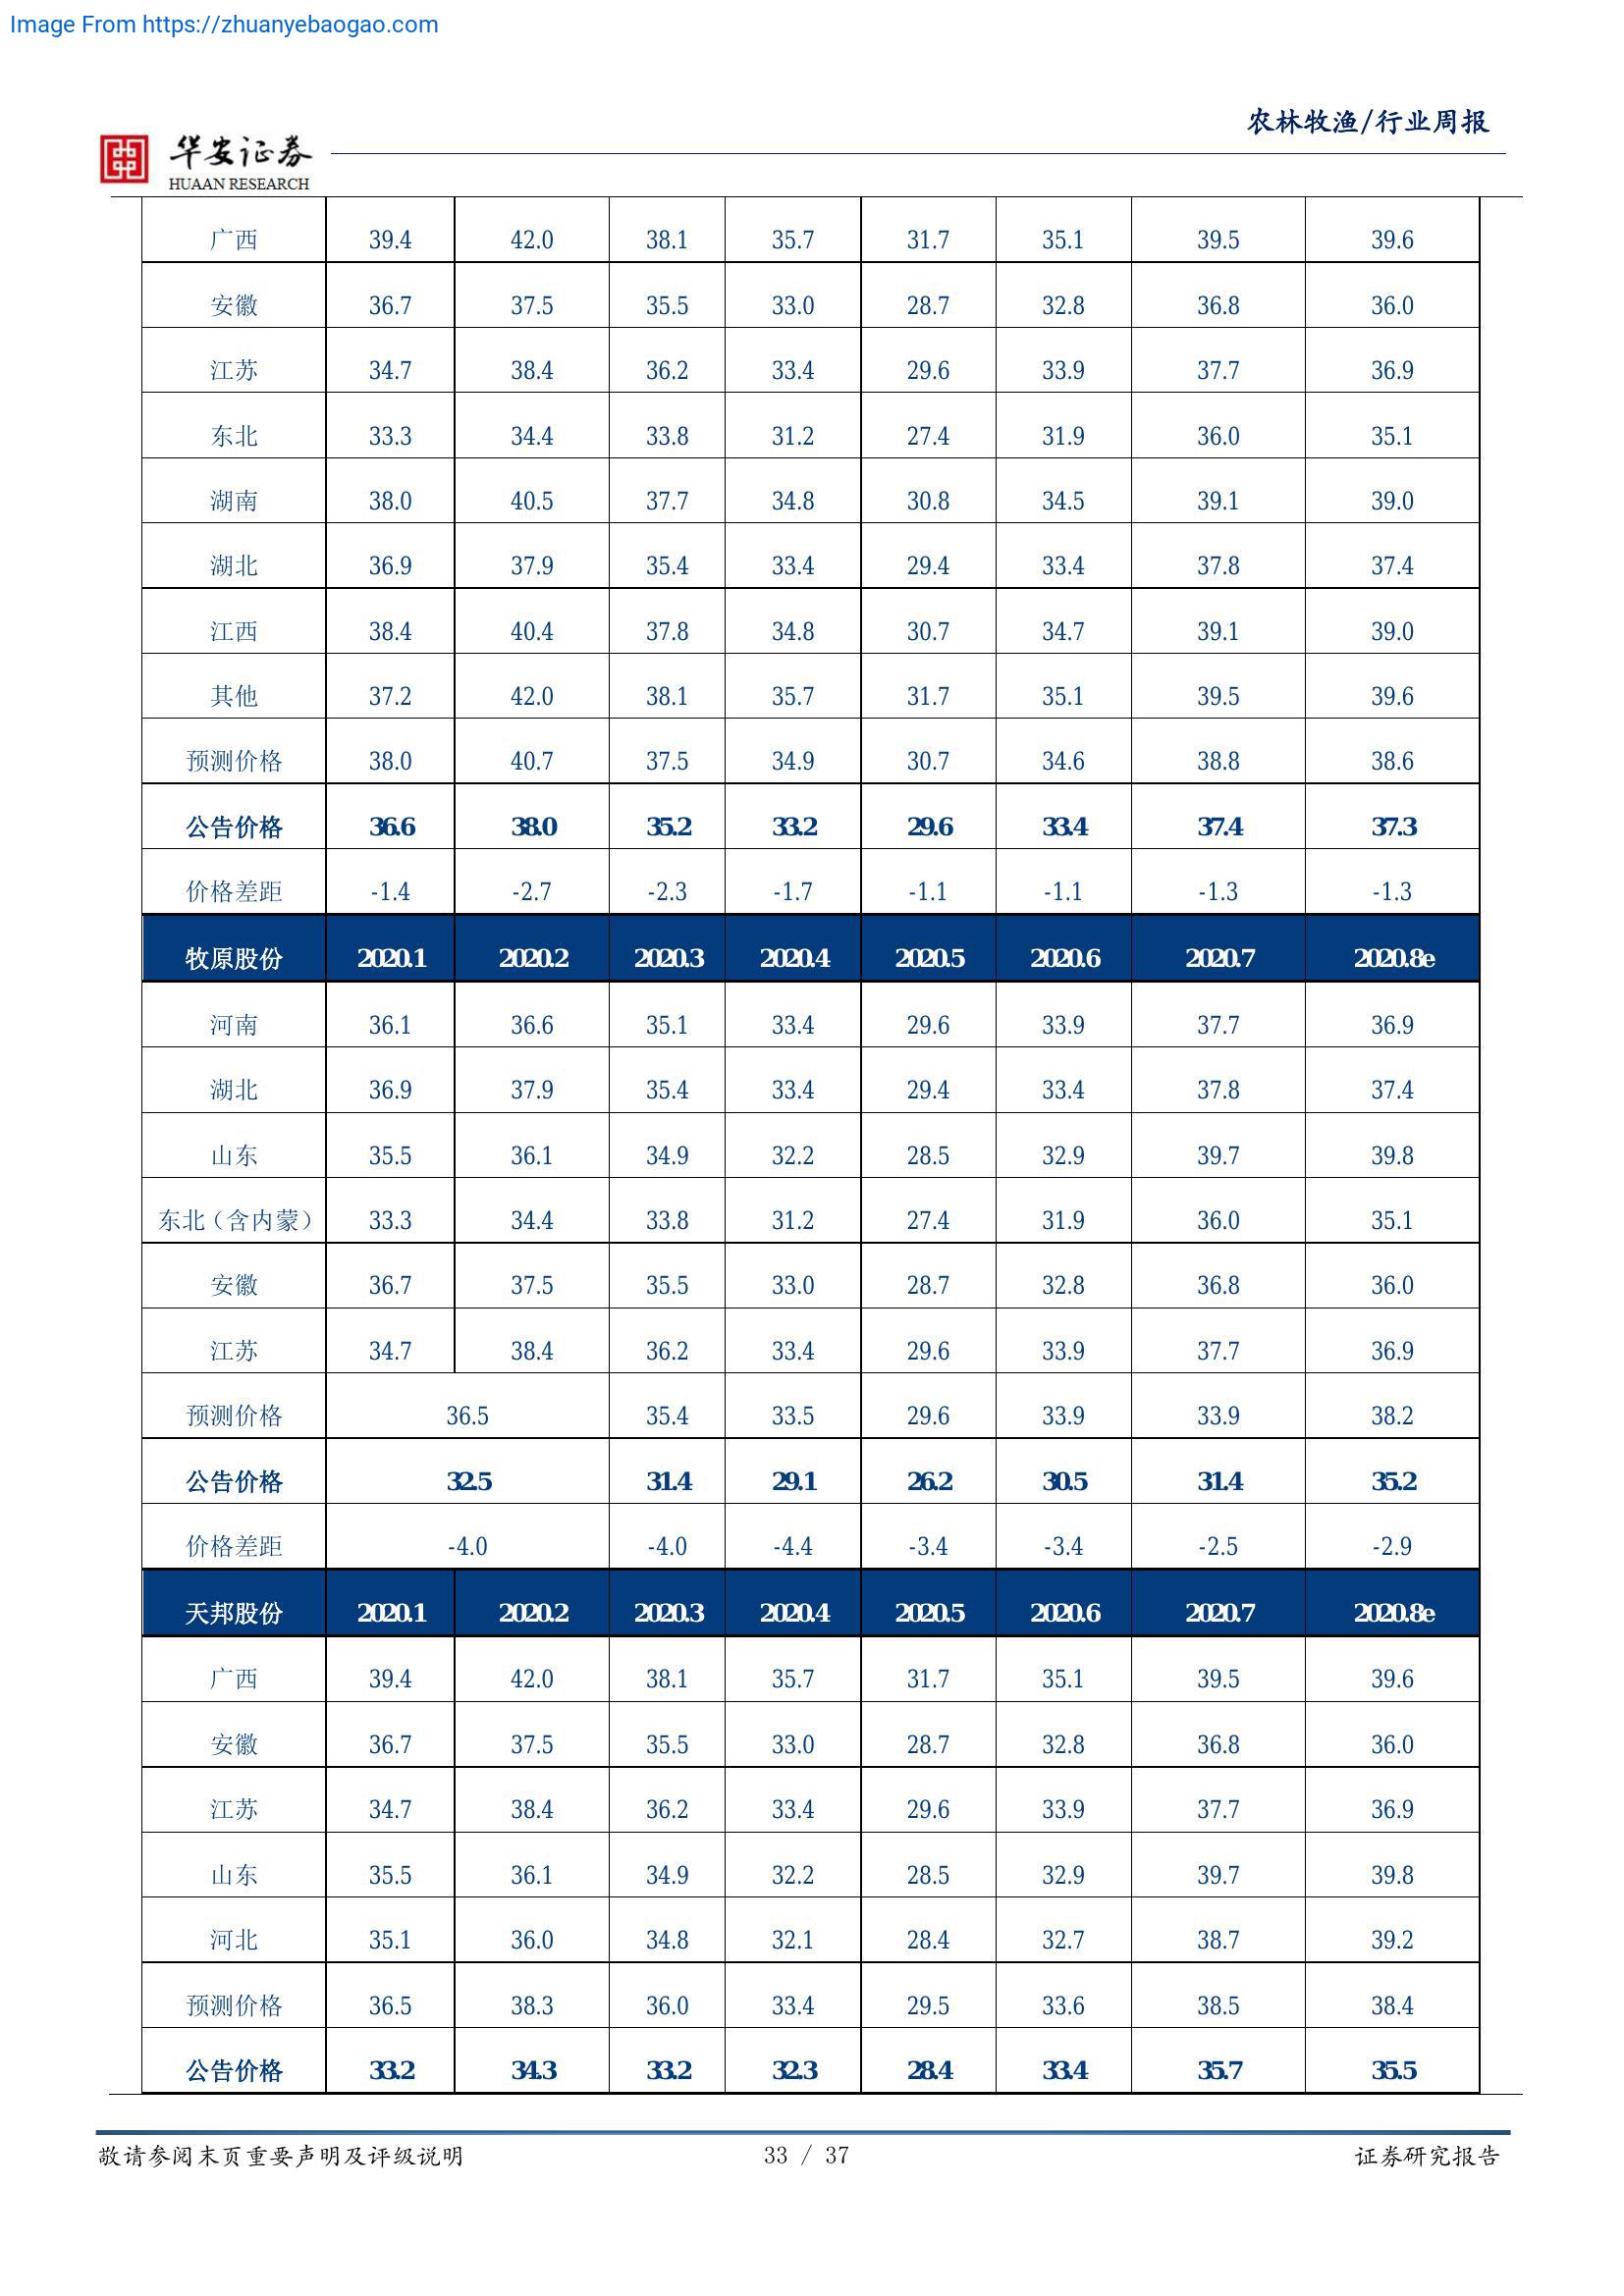 Image From https://zhuanyebaogao.com
农林牧渔/行业周报
华安证券
HUAAN RESEARCH
广西 39.4 42.0 38.1 35.7 31.7 35.1 39.5 39.6
安徽 36.7 37.5 35.5 33.0 28.7 32.8 36.8 36.0
江苏 34.7 38.4 36.2 33.4 29.6 33.9 37.7 36.9
东北 33.3 34.4 33.8 31.2 27.4 31.9 36.0 35.1
湖南 38.0 40.5 37.7 34.8 30.8 34.5 39.1 39.0
湖北 36.9 37.9 35.4 33.4 29.4 33.4 37.8 37.4
江西 38.4 40.4 37.8 34.8 30.7 34.7 39.1 39.0
其他 37.2 42.0 38.1 35.7 31.7 35.1 39.5 39.6
预测价格 38.0 40.7 37.5 34.9 30.7 34.6 38.8 38.6
公告价格 36.6 38.0 35.2 33.2 29.6 33.4 37.4 37.3
价格差距 -1.4 -2.7 -2.3 -1.7 -1.1 -1.1 -1.3 -1.3
牧原股份 2020.1 2020.2 2020.3 2020.4 2020.5 2020.6 2020.7 2020.8e
河南 36.1 36.6 35.1 33.4 29.6 33.9 37.7 36.9
湖北 36.9 37.9 35.4 33.4 29.4 33.4 37.8 37.4
山东 35.5 36.1 34.9 32.2 28.5 32.9 39.7 39.8
东北（含内蒙） 33.3 34.4 33.8 31.2 27.4 31.9 36.0 35.1
安徽 36.7 37.5 35.5 33.0 28.7 32.8 36.8 36.0
江苏 34.7 38.4 36.2 33.4 29.6 33.9 37.7 36.9
预测价格 36.5 35.4 33.5 29.6 33.9 33.9 38.2
公告价格 32.5 31.4 29.1 26.2 30.5 31.4 35.2
价格差距 -4.0 -4.0 -4.4 -3.4 -3.4 -2.5 -2.9
天邦股份 2020.1 2020.2 2020.3 2020.4 2020.5 2020.6 2020.7 2020.8e
广西 39.4 42.0 38.1 35.7 31.7 35.1 39.5 39.6
安徽 36.7 37.5 35.5 33.0 28.7 32.8 36.8 36.0
江苏 34.7 38.4 36.2 33.4 29.6 33.9 37.7 36.9
山东 35.5 36.1 34.9 32.2 28.5 32.9 39.7 39.8
河北 35.1 36.0 34.8 32.1 28.4 32.7 38.7 39.2
预测价格 36.5 38.3 36.0 33.4 29.5 33.6 38.5 38.4
公告价格 33.2 34.3 33.2 32.3 28.4 33.4 35.7 35.5
敬请参阅末页重要声明及评级说明 33 / 37 证券研究报告